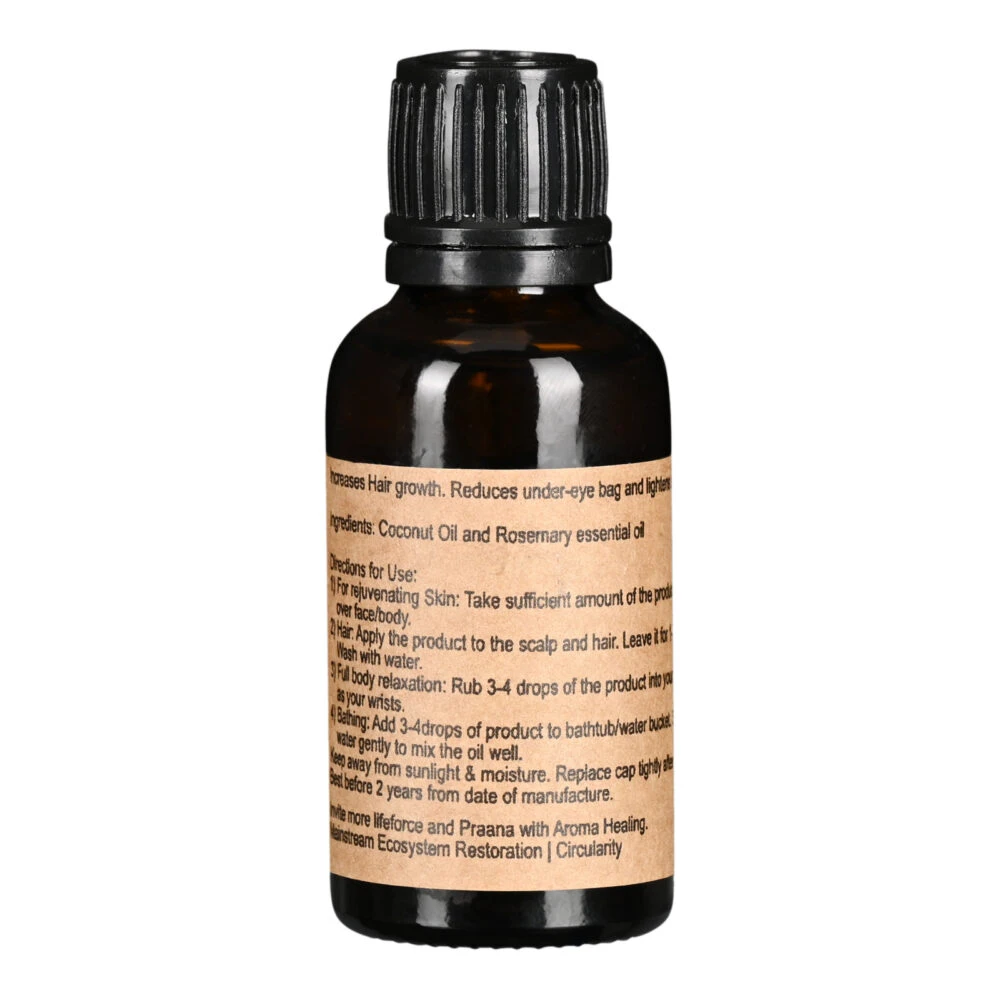 Increases Hair growth. Reduces under-eye bag and lightens
Ingredients: Coconut Oil and Rosemary essential oil
Directions for Use:
1) For rejuvenating Skin: Take sufficient amount of the product
over face/body.
2) Hair: Apply the product to the scalp and hair. Leave it for
Wash with water.
3) Full body relaxation: Rub 3-4 drops of the product into your
as your wrists.
4) Bathing: Add 3-4drops of product to bathtub/water bucket.
water gently to mix the oil well.
Keep away from sunlight & moisture. Replace cap tightly after
Best before 2 years from date of manufacture.
Invite more lifeforce and Praana with Aroma Healing.
Mainstream Ecosystem Restoration | Circularity